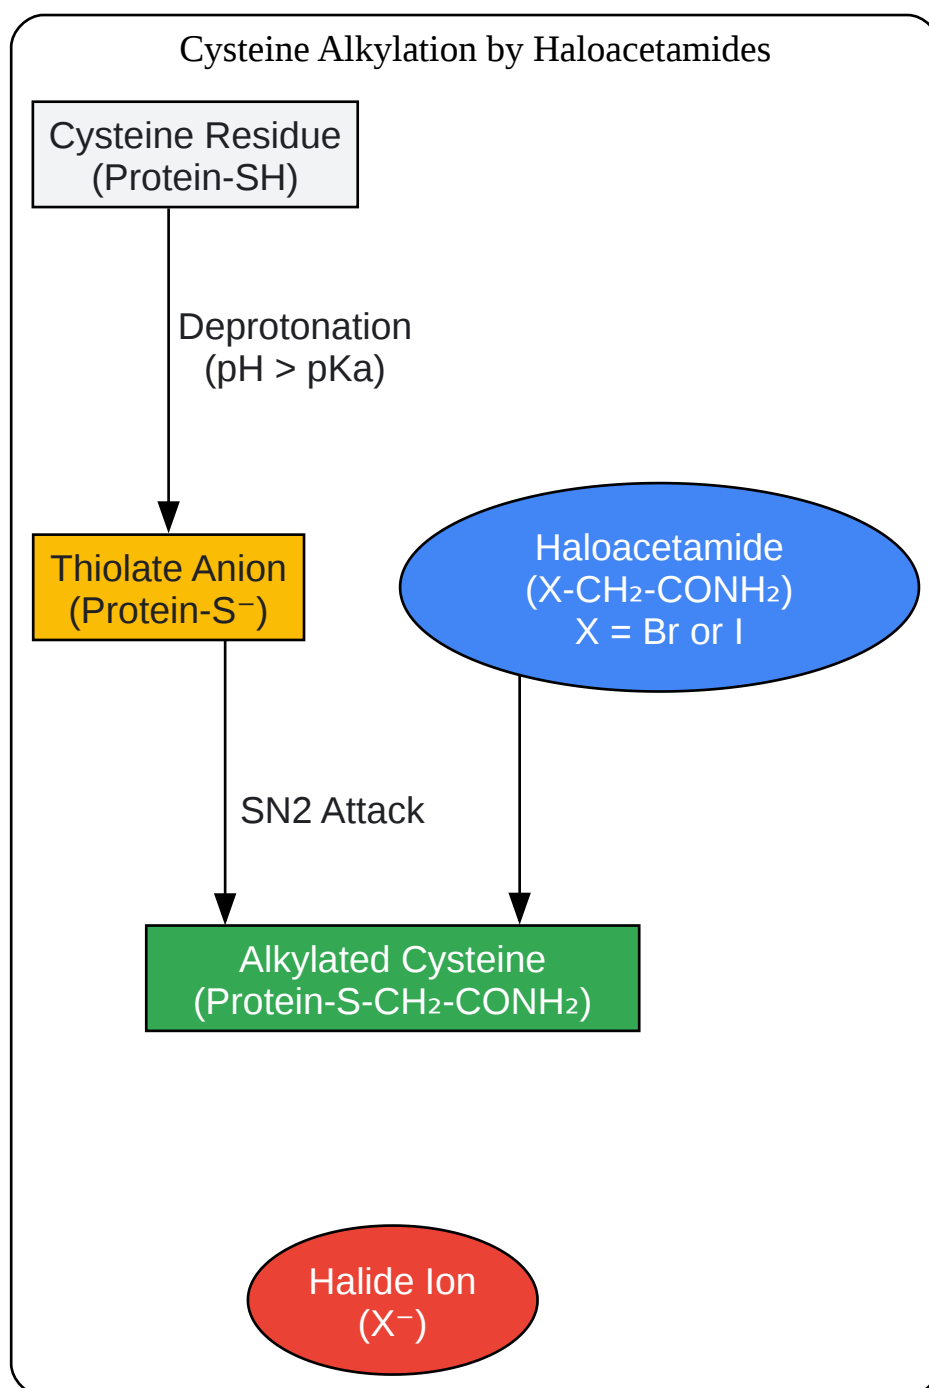 Cysteine Alkylation by Haloacetamides
Cysteine Residue
(Protein-SH)
Deprotonation
(pH > pKa)
Thiolate Anion
(Protein-S⁻)
Haloacetamide
(X-CH₂-CONH₂)
X = Br or I
SN2 Attack
Alkylated Cysteine
(Protein-S-CH₂-CONH₂)
Halide Ion
(X⁻)